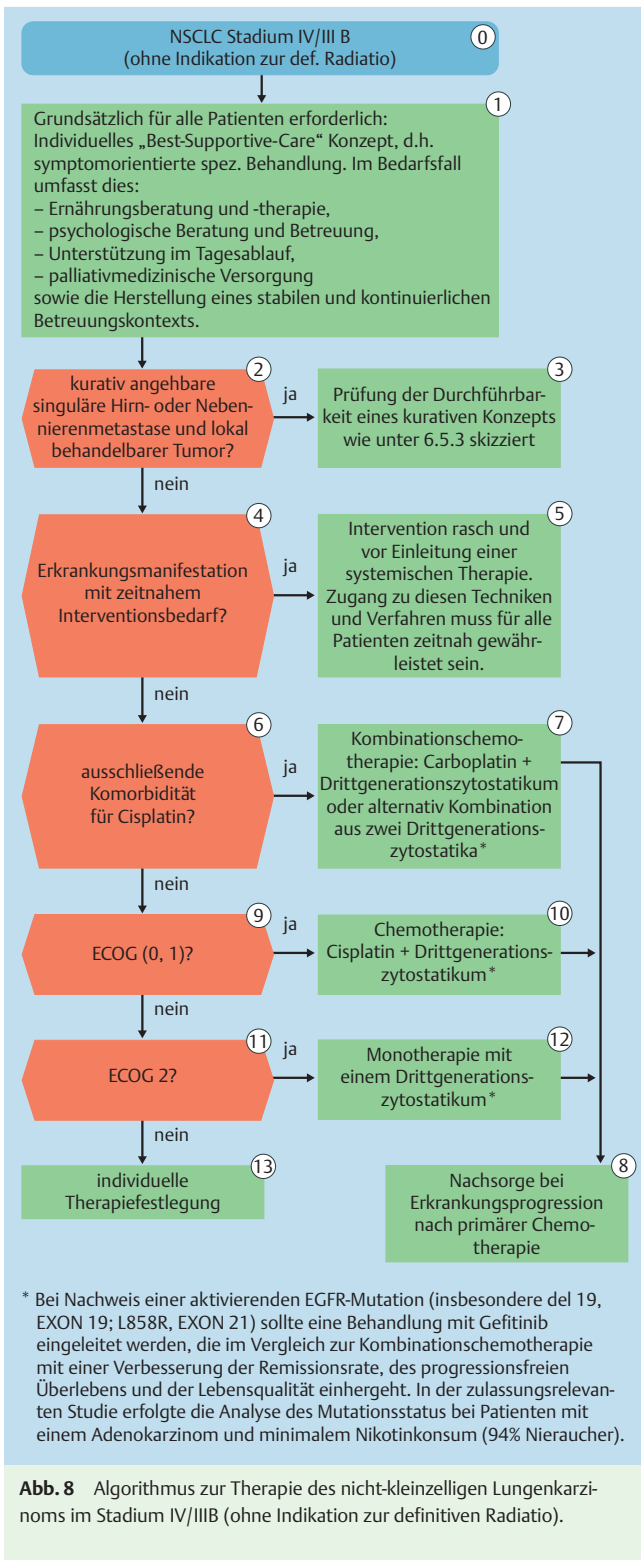 NSCLC Stadium IV/III B
(ohne Indikation zur def. Radiatio)
0
1
Grundsätzlich für alle Patienten erforderlich:
Individuelles „Best-Supportive-Care“ Konzept, d.h.
symptomorientierte spez. Behandlung. Im Bedarfsfall
umfasst dies:
– Ernährungsberatung und -therapie,
– psychologische Beratung und Betreuung,
– Unterstützung im Tagesablauf,
– palliativmedizinische Versorgung
sowie die Herstellung eines stabilen und kontinuierlichen
Betreuungskontexts.
2
kurativ angehbare
singuläre Hirn- oder Neben-
nierenmetastase und lokal
behandelbarer Tumor?
ja
3
Prüfung der Durchführbar-
keit eines kurativen Konzepts
wie unter 6.5.3 skizziert
nein
4
Erkrankungsmanifestation
mit zeitnahem
Interventionsbedarf?
ja
5
Intervention rasch und
vor Einleitung einer
systemischen Therapie.
Zugang zu diesen Techniken
und Verfahren muss für alle
Patienten zeitnah gewähr-
leistet sein.
nein
6
ausschließende
Komorbidität
für Cisplatin?
ja
7
Kombinationschemo-
therapie: Carboplatin +
Drittgenerationszytostatikum
oder alternativ Kombination
aus zwei Drittgenerations-
zytostatika*
nein
9
ECOG (0, 1)?
ja
10
Chemotherapie:
Cisplatin + Drittgenerations-
zytostatikum*
nein
11
ECOG 2?
ja
12
Monotherapie mit
einem Drittgenerations-
zytostatikum*
nein
13
individuelle
Therapiefestlegung
8
Nachsorge bei
Erkrankungsprogression
nach primärer Chemo-
therapie
* Bei Nachweis einer aktivierenden EGFR-Mutation (insbesondere del 19,
EXON 19; L858R, EXON 21) sollte eine Behandlung mit Gefitinib
eingeleitet werden, die im Vergleich zur Kombinationschemotherapie
mit einer Verbesserung der Remissionsrate, des progressionsfreien
Überlebens und der Lebensqualität einhergeht. In der zulassungsrelevan-
ten Studie erfolgte die Analyse des Mutationsstatus bei Patienten mit
einem Adenokarzinom und minimalem Nikotinkonsum (94% Nieraucher).
Abb. 8 Algorithmus zur Therapie des nicht-kleinzelligen Lungenkarzi-
noms im Stadium IV/IIIB (ohne Indikation zur definitiven Radiatio).